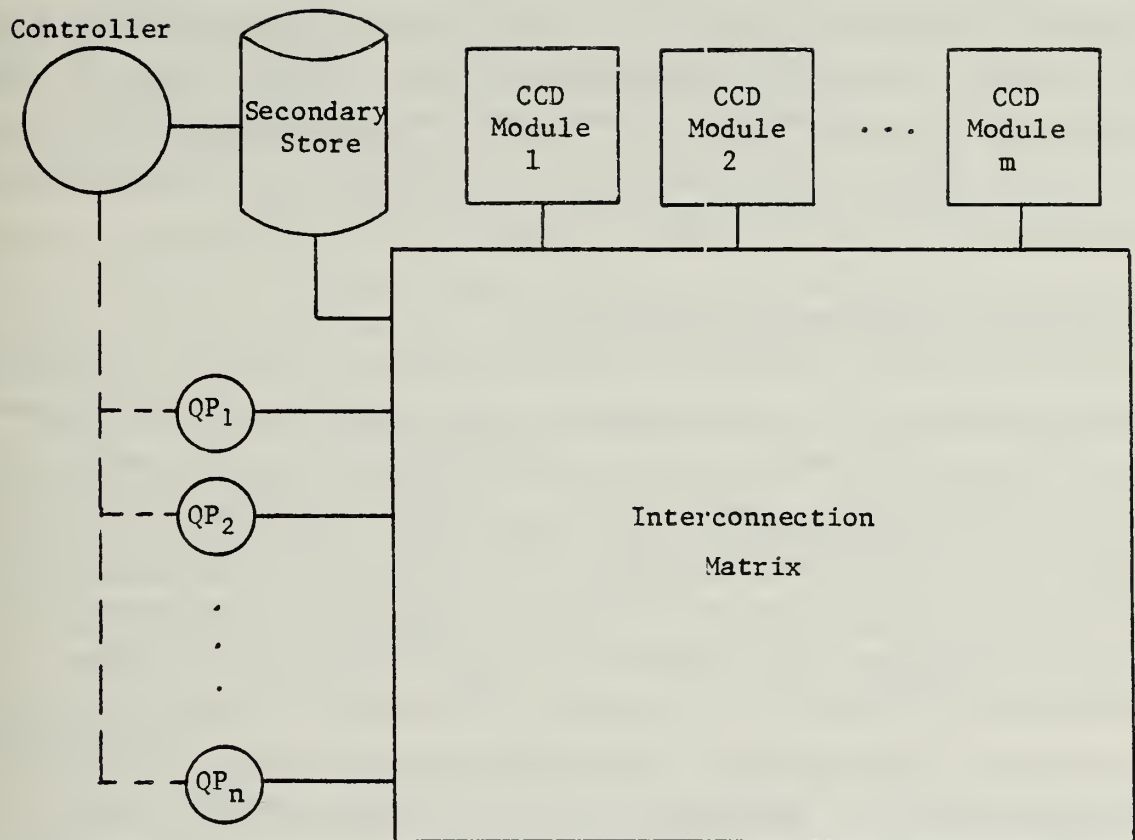 Controller
Secondary
Store
CCD
Module
1
CCD
Module
2
...
CCD
Module
m
QP1
QP2
.
.
.
QPn
Interconnection
Matrix